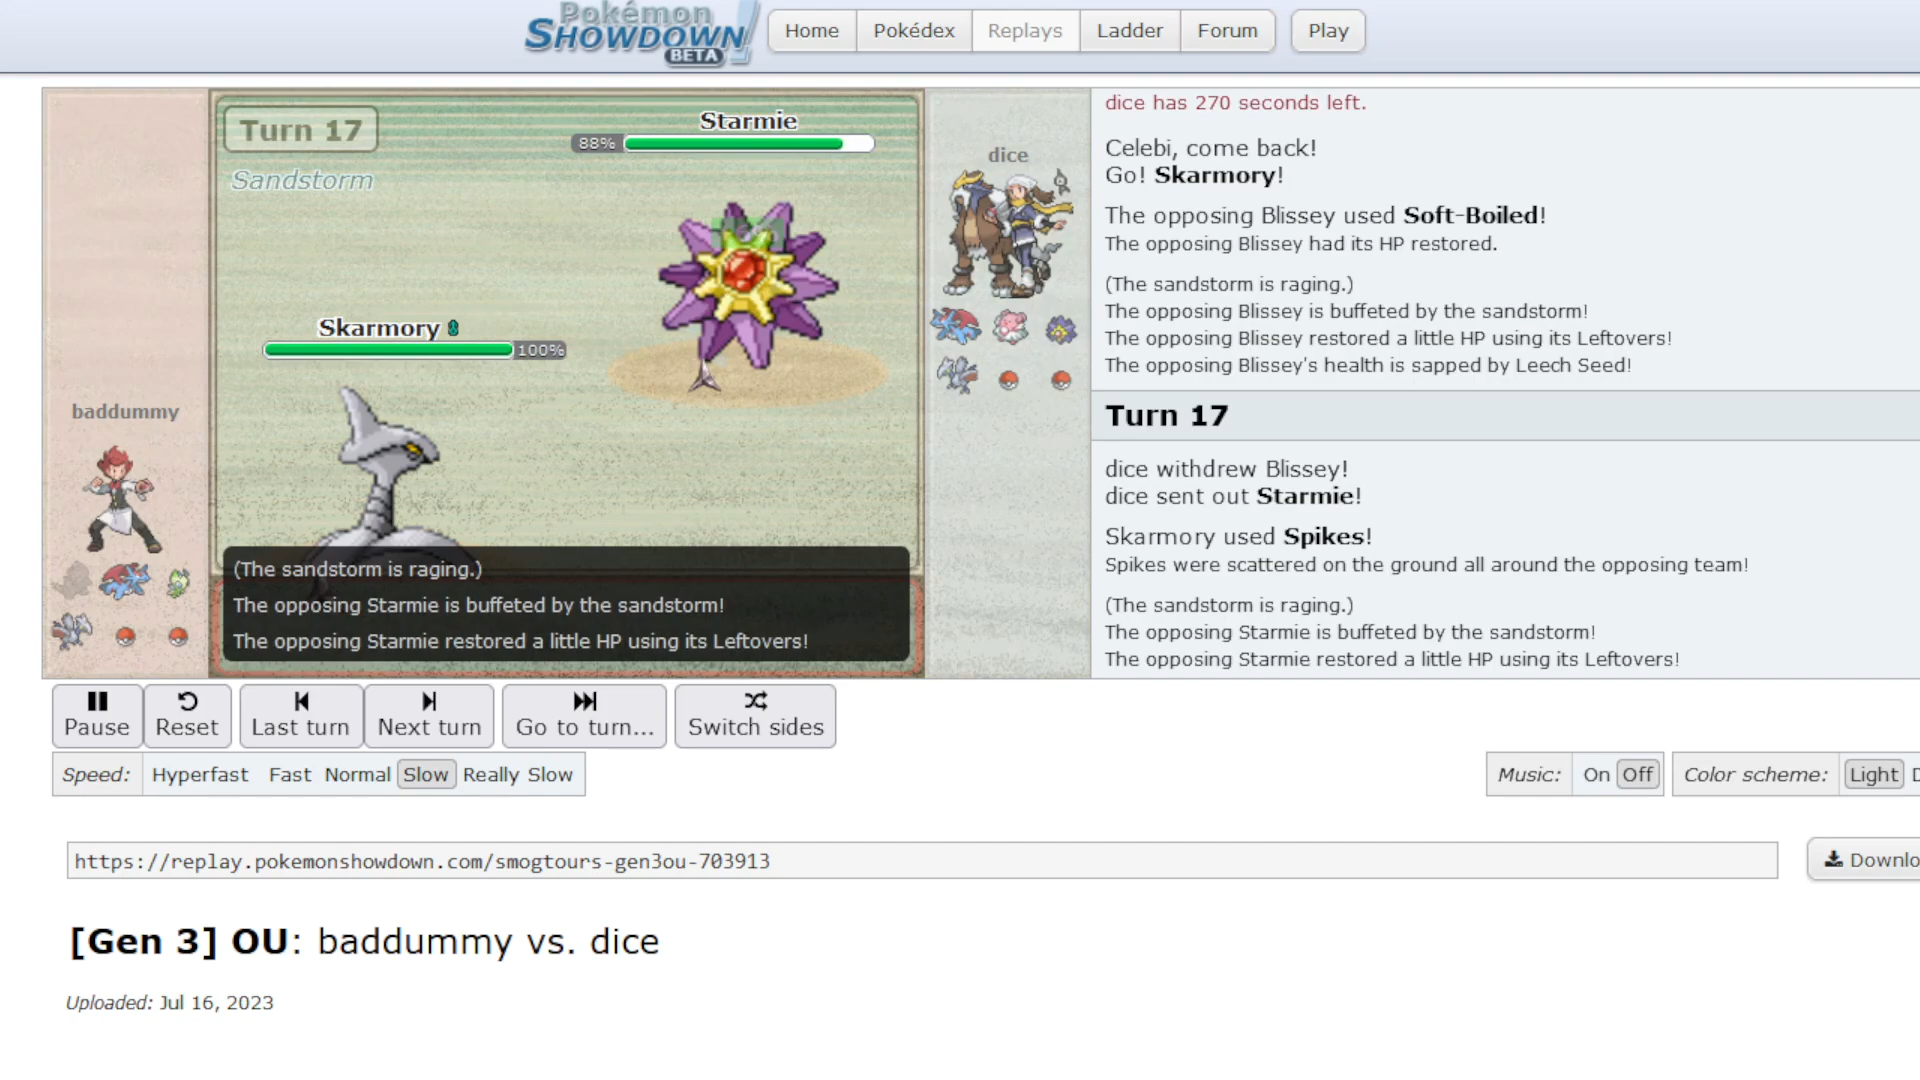 Pokémon
SHOWDOWN
BETA
Home
Pokédex
Replays
Ladder
Forum
Play
Turn 17
Sandstorm
Starmie
88%
Skarmory
100%
baddummy
dice
(The sandstorm is raging.)
The opposing Starmie is buffeted by the sandstorm!
The opposing Starmie restored a little HP using its Leftovers!
dice has 270 seconds left.
Celebi, come back!
Go! Skarmory!
The opposing Blissey used Soft-Boiled!
The opposing Blissey had its HP restored.
(The sandstorm is raging.)
The opposing Blissey is buffeted by the sandstorm!
The opposing Blissey restored a little HP using its Leftovers!
The opposing Blissey's health is sapped by Leech Seed!
Turn 17
dice withdrew Blissey!
dice sent out Starmie!
Skarmory used Spikes!
Spikes were scattered on the ground all around the opposing team!
(The sandstorm is raging.)
The opposing Starmie is buffeted by the sandstorm!
The opposing Starmie restored a little HP using its Leftovers!
Pause
Reset
Last turn
Next turn
Go to turn...
Switch sides
Speed: Hyperfast Fast Normal Slow Really Slow
Music: On Off
Color scheme: Light D
https://replay.pokemonshowdown.com/smogtours-gen3ou-703913
Downlo
[Gen 3] OU: baddummy vs. dice
Uploaded: Jul 16, 2023